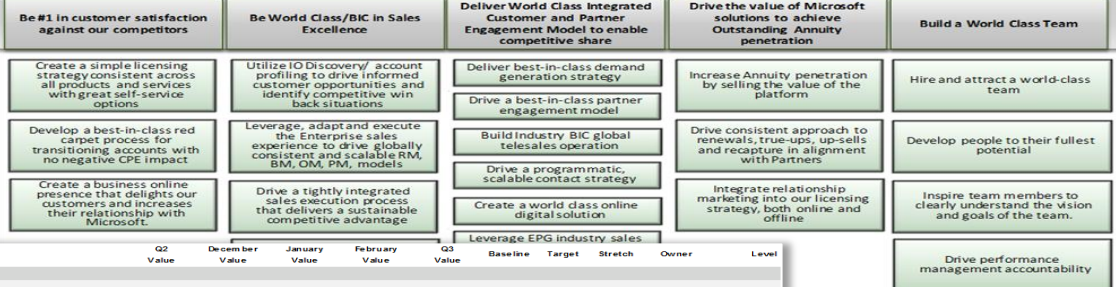 Be #1 in customer satisfaction
against our competitors
Be World Class/BIC in Sales
Excellence
Deliver World Class Integrated
Customer and Partner
Engagement Model to enable
competitive share
Drive the value of Microsoft
solutions to achieve
Outstanding Annuity
penetration
Build a World Class Team
Create a simple licensing
strategy consistent across
all products and services
with great self-service
options
Develop a best-in-class red
carpet process for
transitioning accounts with
no negative CPE impact
Create a business online
presence that delights our
customers and increases
their relationship with
Microsoft.
Utilize IO Discovery/ account
profiling to drive informed
customer opportunities and
identify competitive win
back situations
Leverage, adapt and execute
the Enterprise sales
experience to drive globally
consistent and scalable RM,
BM, OM, PM, models
Drive a tightly integrated
sales execution process
that delivers a sustainable
competitive advantage
Deliver best-in-class demand
generation strategy
Drive a best-in-class partner
engagement model
Build Industry BIC global
telesales operation
Drive a programmatic,
scalable contact strategy
Create a world class online
digital solution
Leverage EPG industry sales
Increase Annuity penetration
by selling the value of the
platform
Drive consistent approach to
renewals, true-ups, up-sells
and recapture in alignment
with Partners
Integrate relationship
marketing into our licensing
strategy, both online and
offline
Hire and attract a world-class
team
Develop people to their fullest
potential
Inspire team members to
clearly understand the vision
and goals of the team.
Drive performance
management accountability
Q2 December January February Q3
Value Value Value Value Value Baseline Target Stretch Owner Level